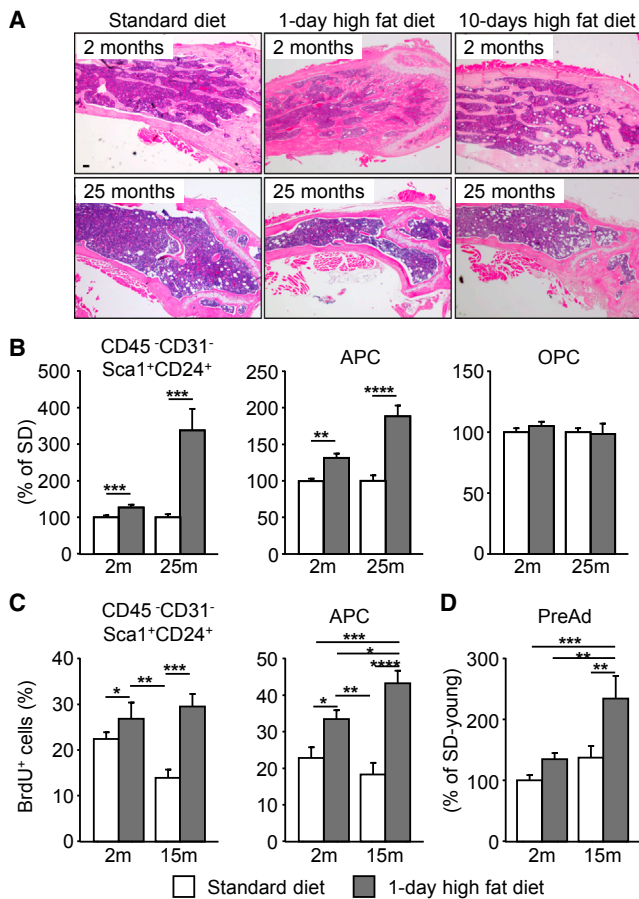 A
Standard diet
1-day high fat diet
10-days high fat diet
2 months
2 months
2 months
25 months
25 months
25 months
B
CD45⁻CD31⁻
Sca1⁺CD24⁺
APC
OPC
(% of SD)
500
400
300
200
100
0
***
***
2m
25m
250
200
150
100
50
**
****
2m
25m
150
100
50
0
2m
25m
C
CD45⁻CD31⁻
Sca1⁺CD24⁺
APC
D
PreAd
BrdU⁺ cells (%)
40
30
20
10
0
*
**
***
2m
15m
50
40
30
20
10
0
***
*
****
*
**
2m
15m
(% of SD-young)
300
200
100
0
***
**
**
2m
15m
Standard diet
1-day high fat diet